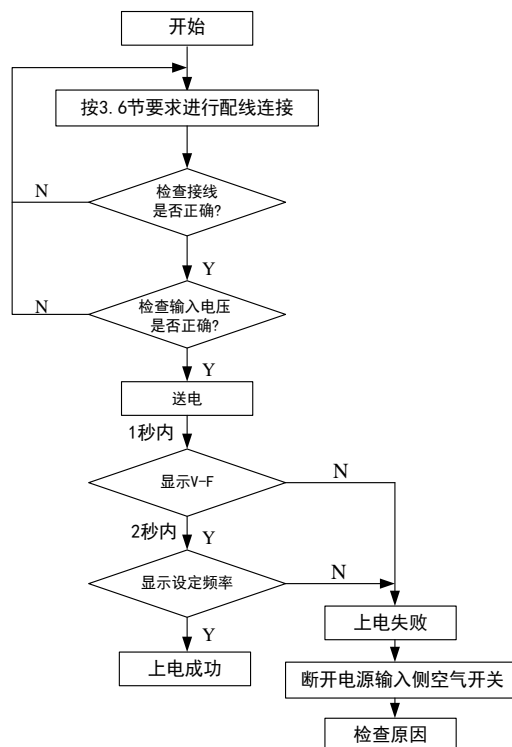 开始
按3.6节要求进行配线连接
检查接线
是否正确?
N
Y
检查输入电压
是否正确?
N
Y
送电
1秒内
显示V-F
N
2秒内
Y
显示设定频率
N
Y
上电失败
上电成功
断开电源输入侧空气开关
检查原因